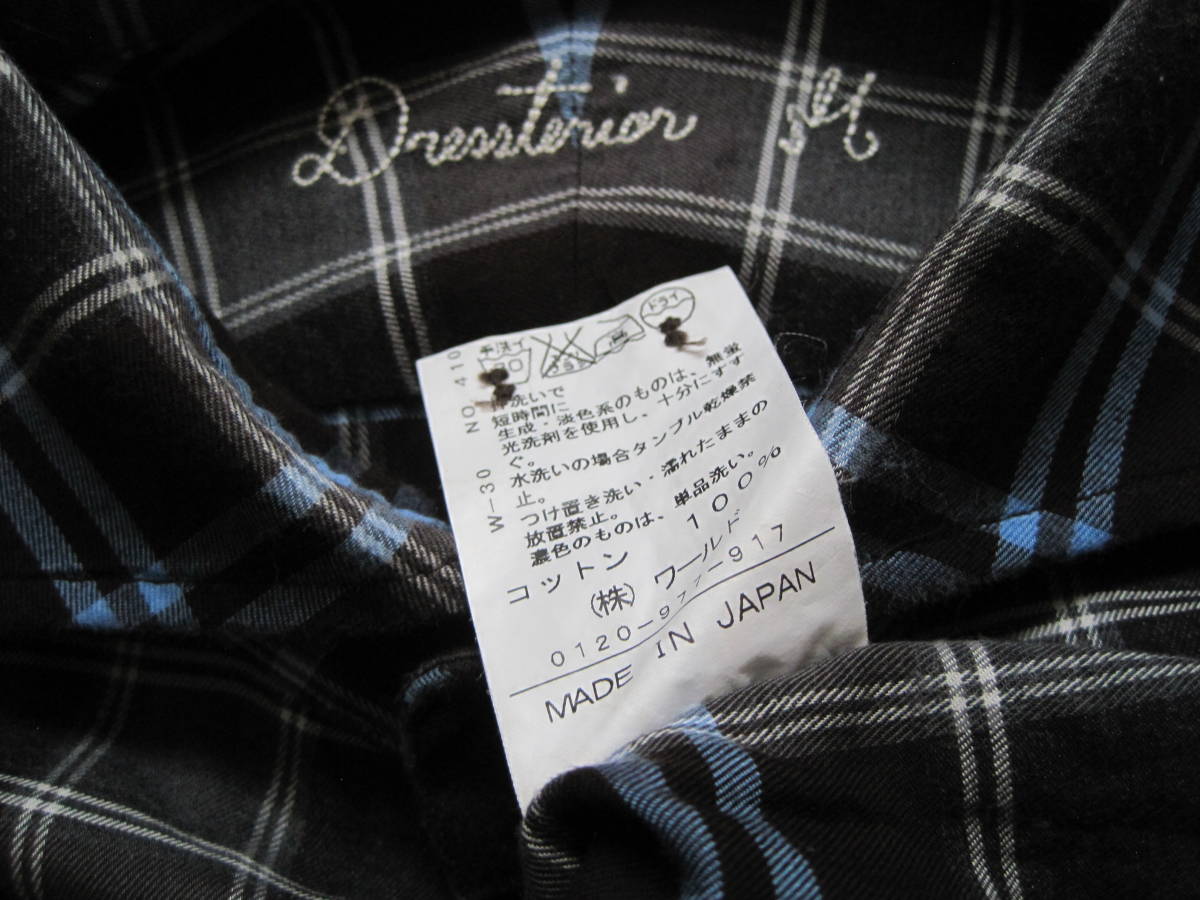 Dressterior M
NO 410
W-30
手洗イ
30
ドライ
押洗いで
短時間に
生成・淡色系のものは、無蛍
光洗剤を使用し、十分にすす
ぐ。
水洗いの場合タンブル乾燥禁
止。
つけ置き洗い・濡れたままの
放置禁止。
濃色のものは、単品洗い。
コットン 100%
(株) ワールド
0120-977-917
MADE IN JAPAN